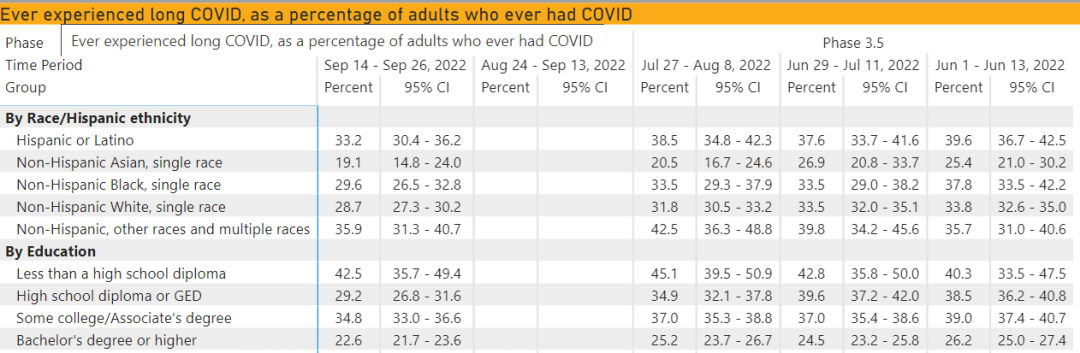 Ever experienced long COVID, as a percentage of adults who ever had COVID
Phase Ever experienced long COVID, as a percentage of adults who ever had COVID Phase 3.5
Time Period Sep 14 - Sep 26, 2022 Aug 24 - Sep 13, 2022 Jul 27 - Aug 8, 2022 Jun 29 - Jul 11, 2022 Jun 1 - Jun 13, 2022
Group Percent 95% CI Percent 95% CI Percent 95% CI Percent 95% CI Percent 95% CI
By Race/Hispanic ethnicity
Hispanic or Latino 33.2 30.4 - 36.2 38.5 34.8 - 42.3 37.6 33.7 - 41.6 39.6 36.7 - 42.5
Non-Hispanic Asian, single race 19.1 14.8 - 24.0 20.5 16.7 - 24.6 26.9 20.8 - 33.7 25.4 21.0 - 30.2
Non-Hispanic Black, single race 29.6 26.5 - 32.8 33.5 29.3 - 37.9 33.5 29.0 - 38.2 37.8 33.5 - 42.2
Non-Hispanic White, single race 28.7 27.3 - 30.2 31.8 30.5 - 33.2 33.5 32.0 - 35.1 33.8 32.6 - 35.0
Non-Hispanic, other races and multiple races 35.9 31.3 - 40.7 42.5 36.3 - 48.8 39.8 34.2 - 45.6 35.7 31.0 - 40.6
By Education
Less than a high school diploma 42.5 35.7 - 49.4 45.1 39.5 - 50.9 42.8 35.8 - 50.0 40.3 33.5 - 47.5
High school diploma or GED 29.2 26.8 - 31.6 34.9 32.1 - 37.8 39.6 37.2 - 42.0 38.5 36.2 - 40.8
Some college/Associate's degree 34.8 33.0 - 36.6 37.0 35.3 - 38.8 37.0 35.4 - 38.6 39.0 37.4 - 40.7
Bachelor's degree or higher 22.6 21.7 - 23.6 25.2 23.7 - 26.7 24.5 23.2 - 25.8 26.2 25.0 - 27.4